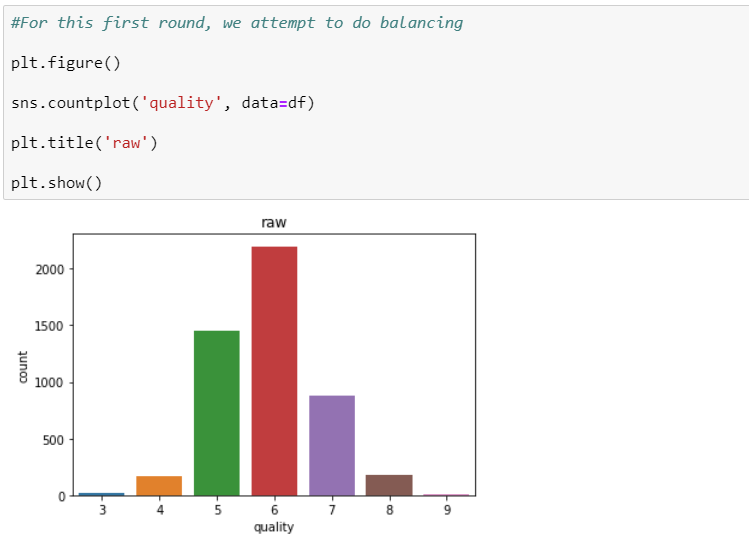 #For this first round, we attempt to do balancing
plt.figure()
sns.countplot('quality', data=df)
plt.title('raw')
plt.show()
raw
2000
1500
1000
500
0
count
3 4 5 6 7 8 9
quality